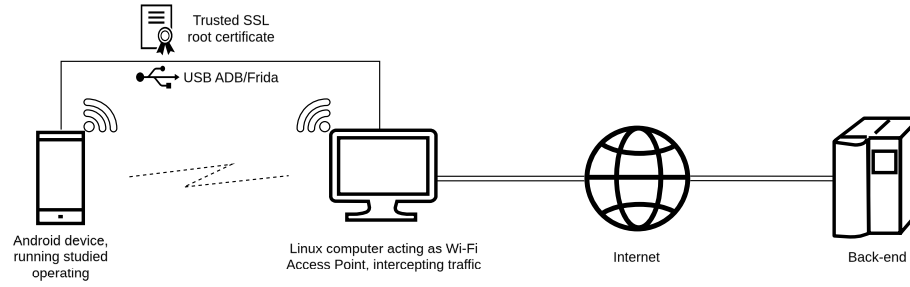 Trusted SSL
root certificate
USB ADB/Frida
Android device,
running studied
operating
Linux computer acting as Wi-Fi
Access Point, intercepting traffic
Internet
Back-end